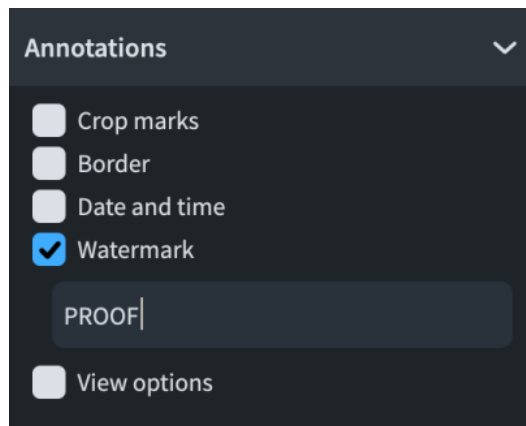 Annotations
Crop marks
Border
Date and time
Watermark
PROOF
View options